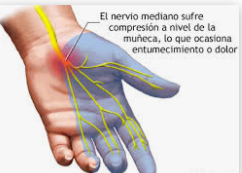 El nervio mediano sufre
compresión a nivel de la
muñeca, lo que ocasiona
entumecimiento o dolor